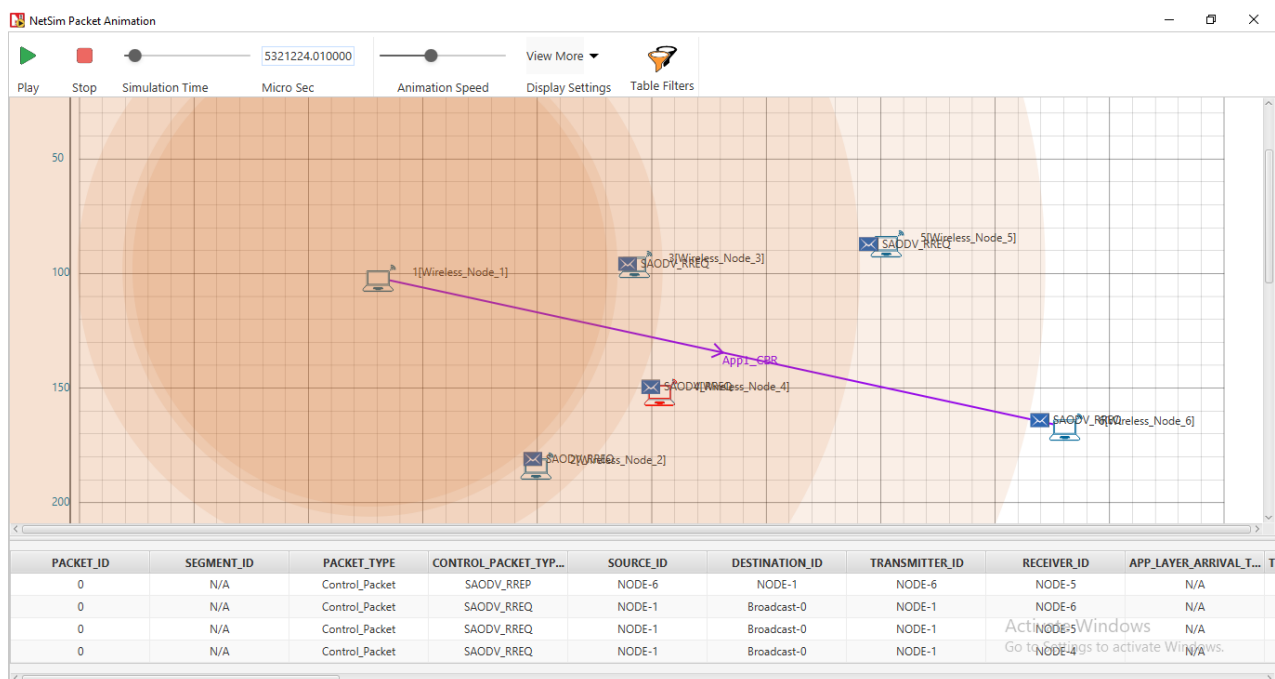 NetSim Packet Animation
5321224.010000
View More
Play
Stop
Simulation Time
Micro Sec
Animation Speed
Display Settings
Table Filters
50
100
150
200
1[Wireless_Node_1]
SAODV_RREQ
3[Wireless_Node_3]
SAODV_RREQ
5[Wireless_Node_5]
App1_CBR
SAODV_RREQ
4[Wireless_Node_4]
SAODV_RREQ
6[Wireless_Node_6]
SAODV_RREQ
2[Wireless_Node_2]
PACKET_ID SEGMENT_ID PACKET_TYPE CONTROL_PACKET_TYP... SOURCE_ID DESTINATION_ID TRANSMITTER_ID RECEIVER_ID APP_LAYER_ARRIVAL_T... T
0 N/A Control_Packet SAODV_RREP NODE-6 NODE-1 NODE-6 NODE-5 N/A
0 N/A Control_Packet SAODV_RREQ NODE-1 Broadcast-0 NODE-1 NODE-6 N/A
0 N/A Control_Packet SAODV_RREQ NODE-1 Broadcast-0 NODE-1 NODE-5 N/A
0 N/A Control_Packet SAODV_RREQ NODE-1 Broadcast-0 NODE-1 NODE-4 N/A
Activate Windows
Go to Settings to activate Windows.